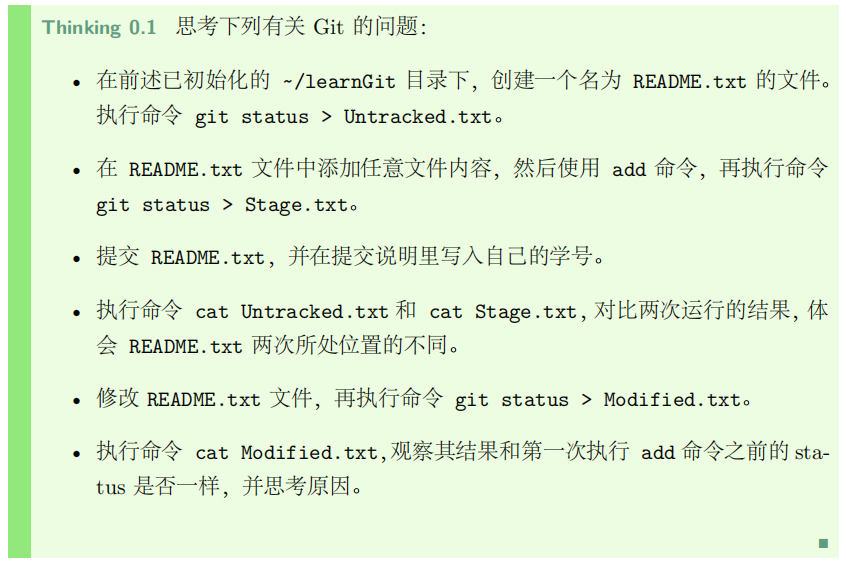 Thinking 0.1 思考下列有关 Git 的问题：
• 在前述已初始化的 ~/learnGit 目录下，创建一个名为 README.txt 的文件。
执行命令 git status > Untracked.txt。
• 在 README.txt 文件中添加任意文件内容，然后使用 add 命令，再执行命令
git status > Stage.txt。
• 提交 README.txt，并在提交说明里写入自己的学号。
• 执行命令 cat Untracked.txt 和 cat Stage.txt，对比两次运行的结果，体
会 README.txt 两次所处位置的不同。
• 修改 README.txt 文件，再执行命令 git status > Modified.txt。
• 执行命令 cat Modified.txt，观察其结果和第一次执行 add 命令之前的 sta-
tus 是否一样，并思考原因。